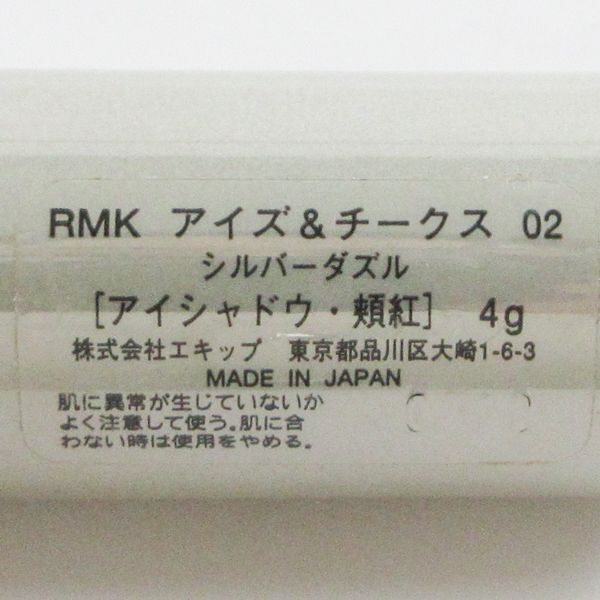 RMK アイズ＆チークス 02
シルバーダズル
[アイシャドウ・頬紅] 4g
株式会社エキップ 東京都品川区大崎1-6-3
MADE IN JAPAN
肌に異常が生じていないか
よく注意して使う。肌に合
わない時は使用をやめる。